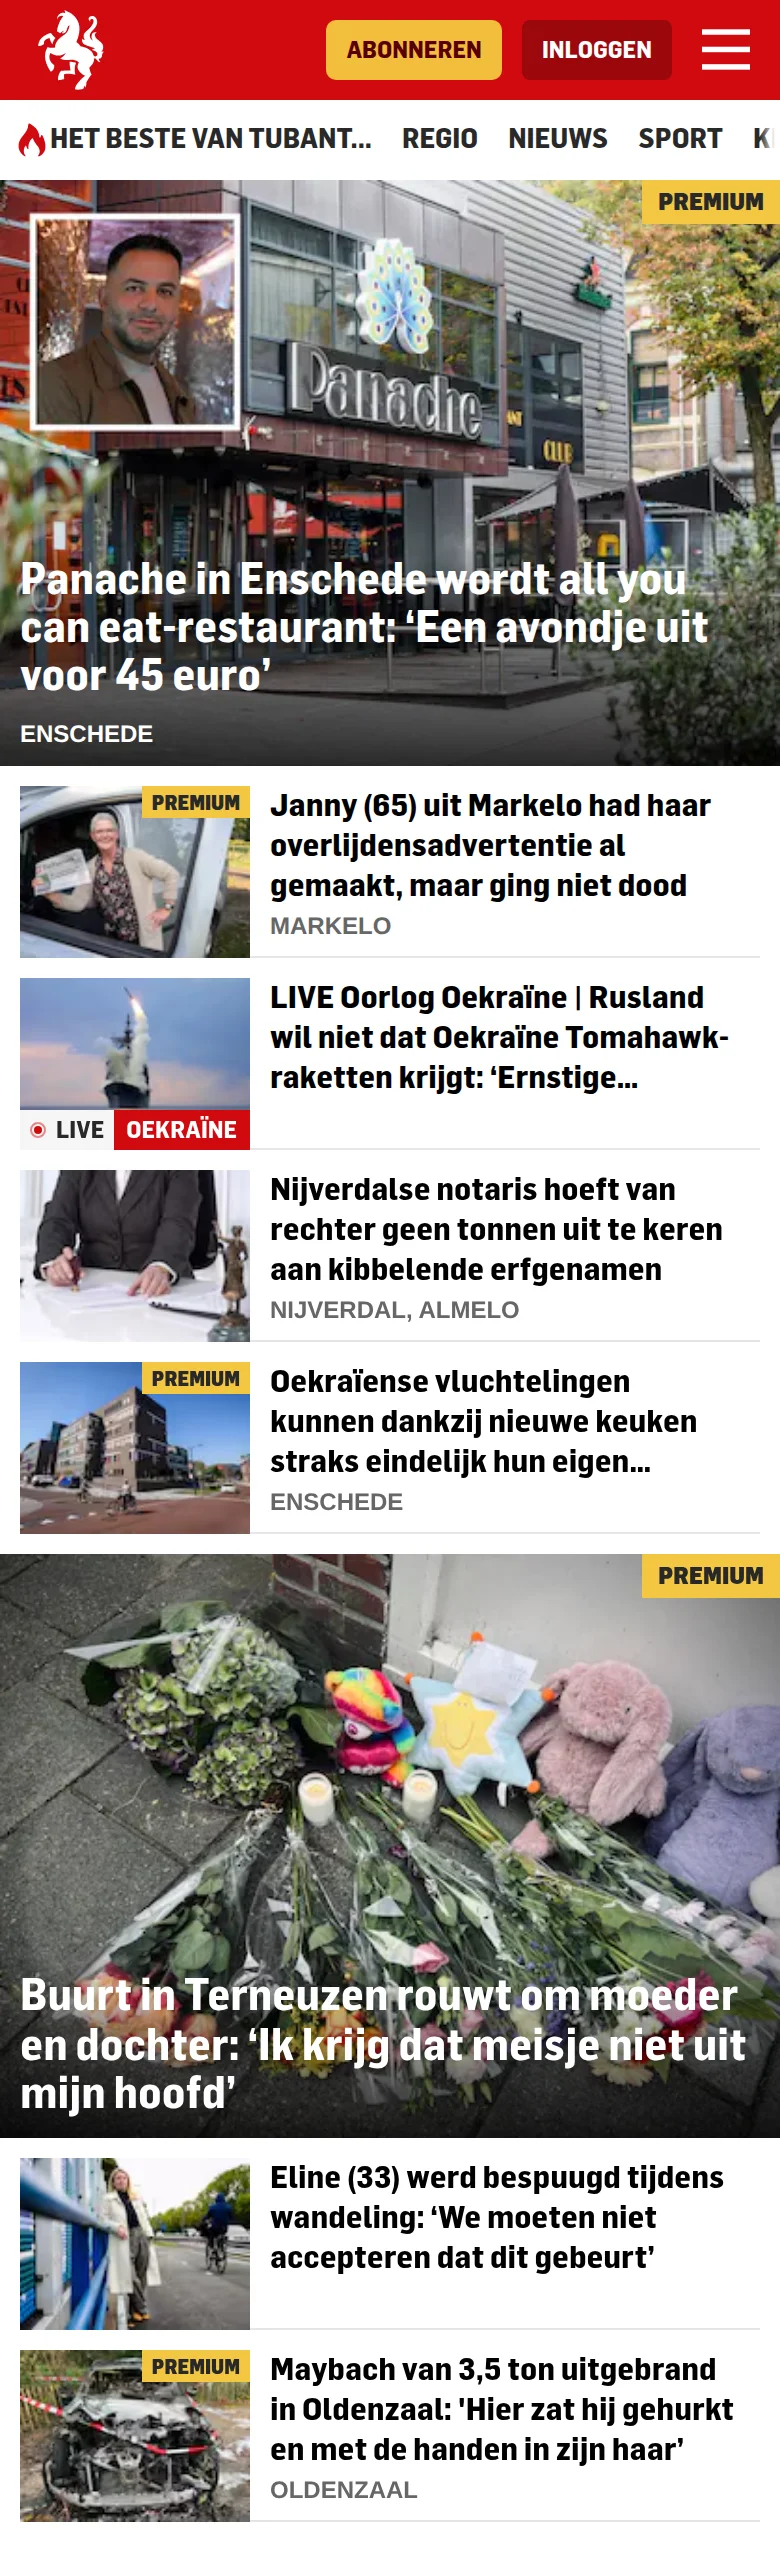 ABONNEREN
INLOGGEN
HET BESTE VAN TUBANT...
REGIO
NIEUWS
SPORT
PREMIUM
Panache
CLUB
Panache in Enschede wordt all you
can eat-restaurant: ‘Een avondje uit
voor 45 euro’
ENSCHEDE
PREMIUM
Janny (65) uit Markelo had haar
overlijdensadvertentie al
gemaakt, maar ging niet dood
MARKELO
LIVE Oorlog Oekraïne | Rusland
wil niet dat Oekraïne Tomahawk-
raketten krijgt: ‘Ernstige...
LIVE
OEKRAÏNE
Nijverdalse notaris hoeft van
rechter geen tonnen uit te keren
aan kibbelende erfgenamen
NIJVERDAL, ALMELO
PREMIUM
Oekraïense vluchtelingen
kunnen dankzij nieuwe keuken
straks eindelijk hun eigen...
ENSCHEDE
PREMIUM
Buurt in Terneuzen rouwt om moeder
en dochter: ‘Ik krijg dat meisje niet uit
mijn hoofd’
Eline (33) werd bespuugd tijdens
wandeling: ‘We moeten niet
accepteren dat dit gebeurt’
PREMIUM
Maybach van 3,5 ton uitgebrand
in Oldenzaal: 'Hier zat hij gehurkt
en met de handen in zijn haar’
OLDENZAAL